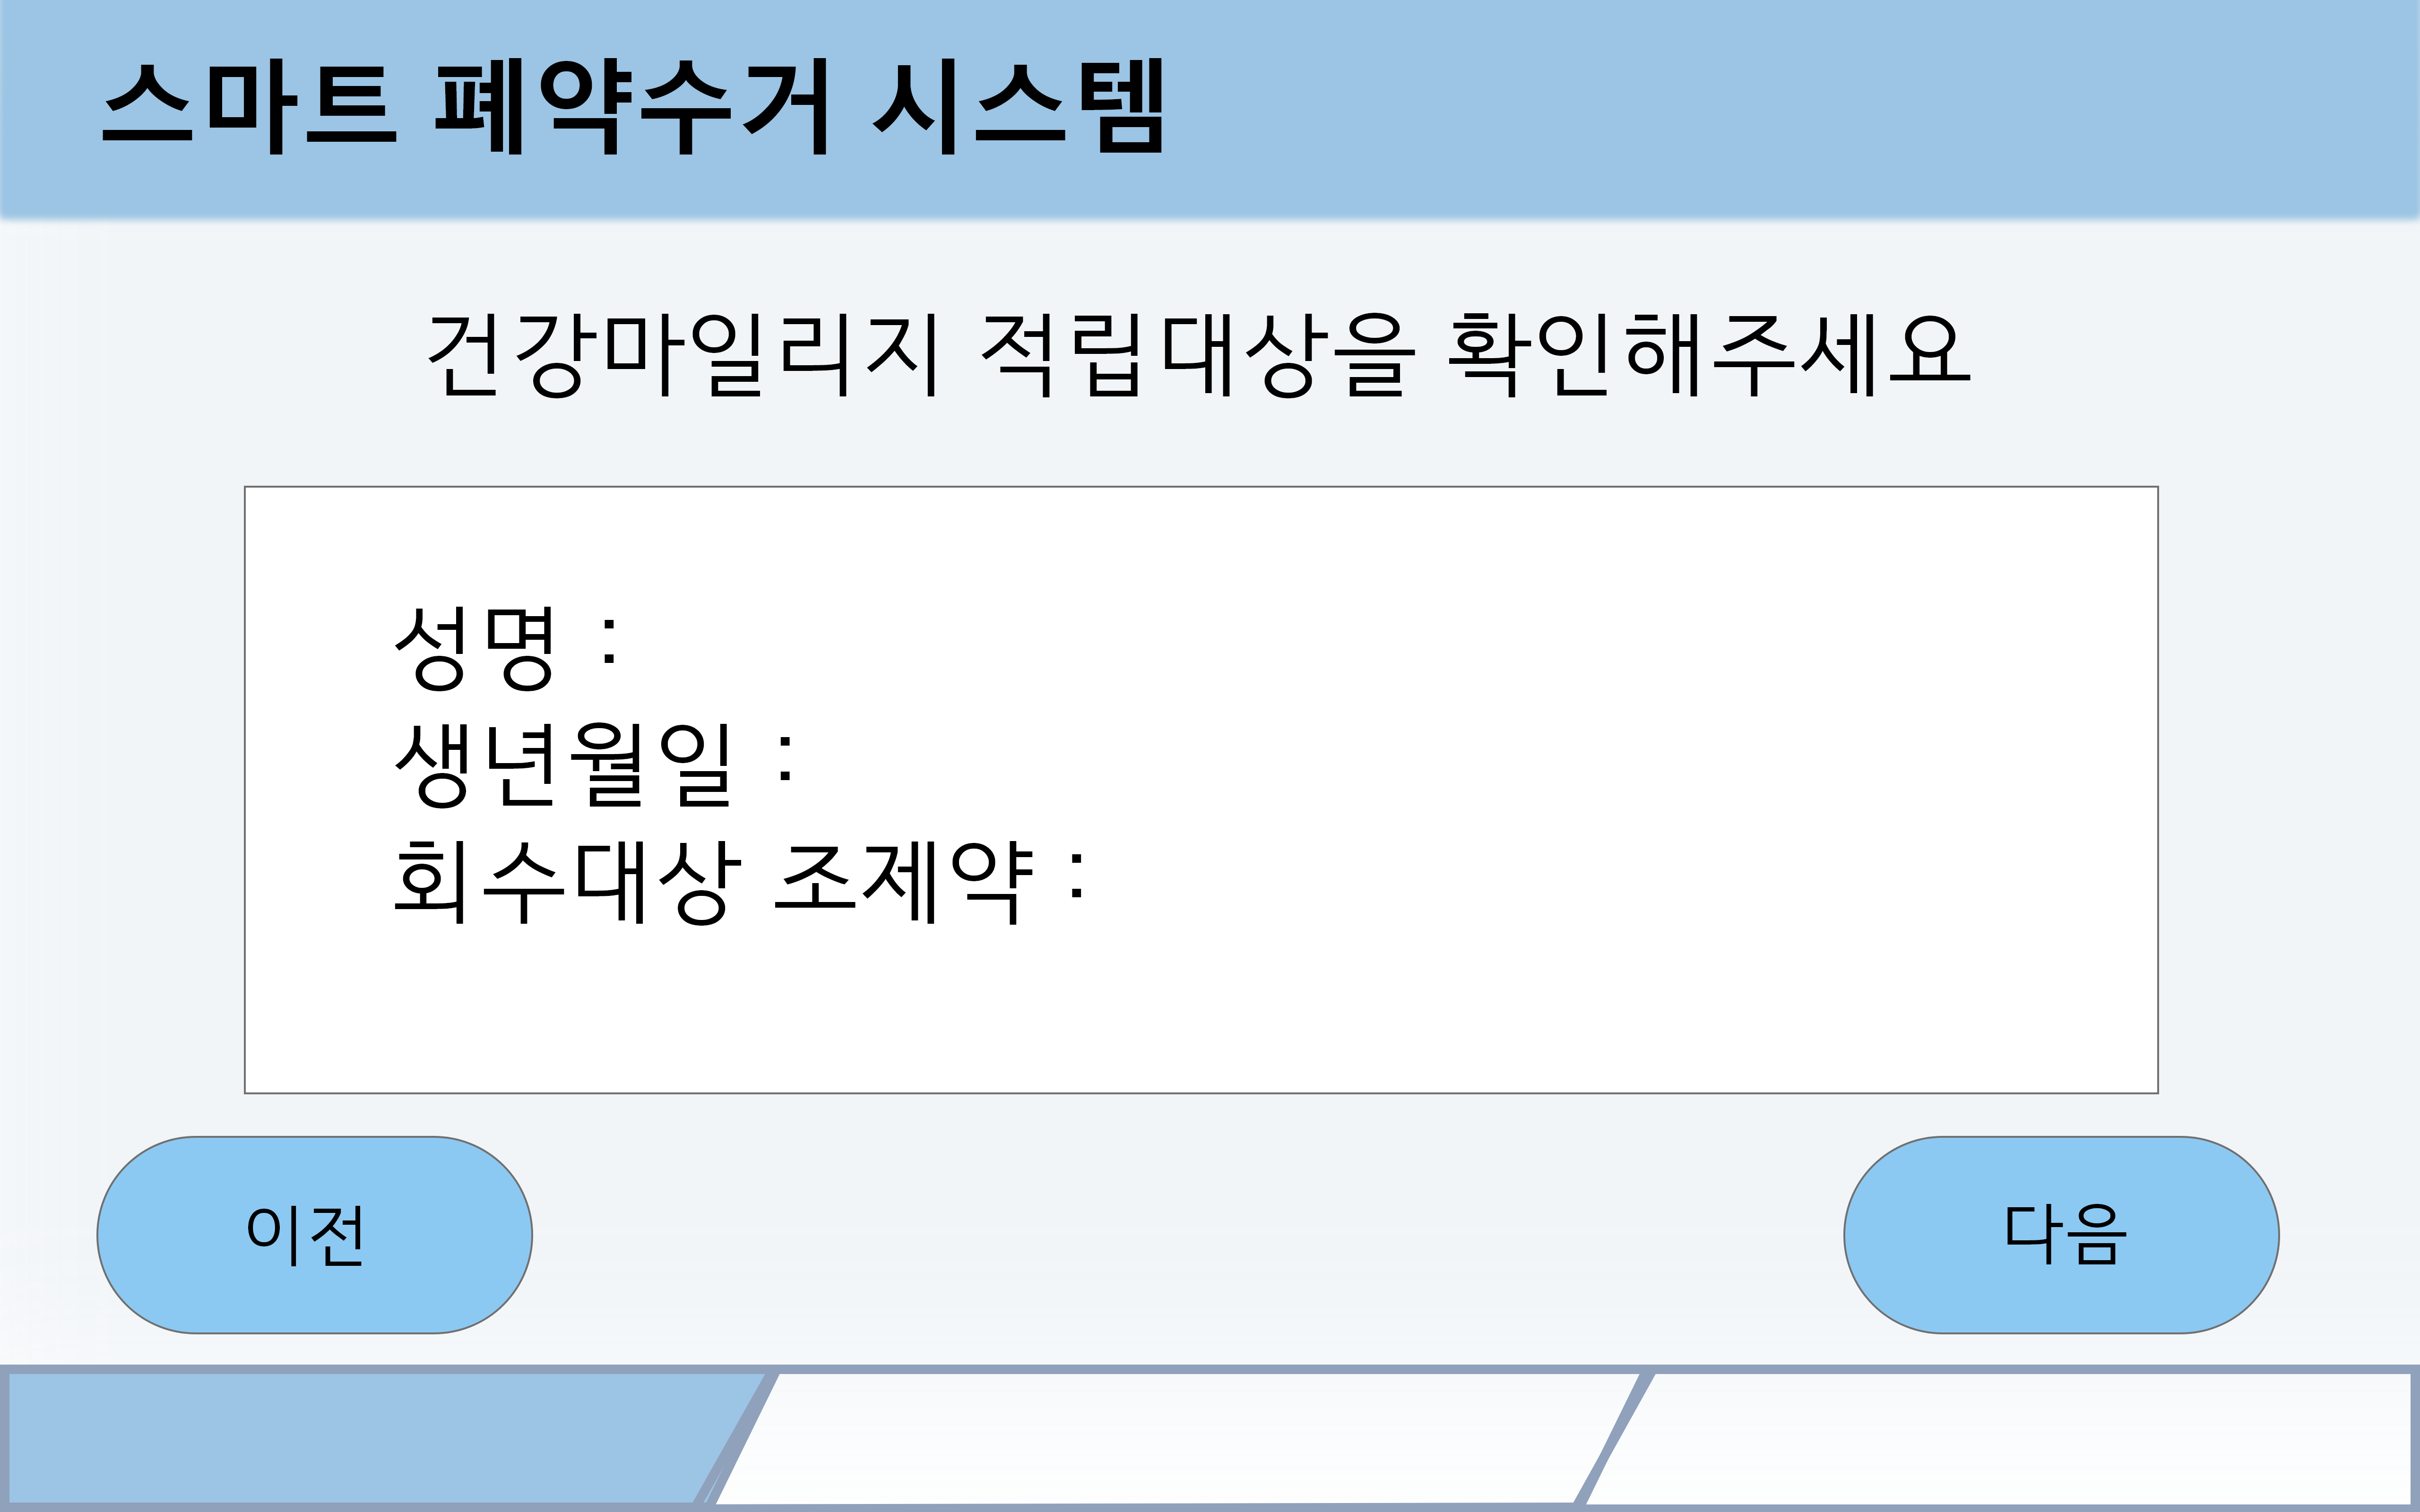 스마트 폐약수거 시스템
건강마일리지 적립대상을 확인해주세요
성명 :
생년월일 :
회수대상 조제약 :
이전
다음